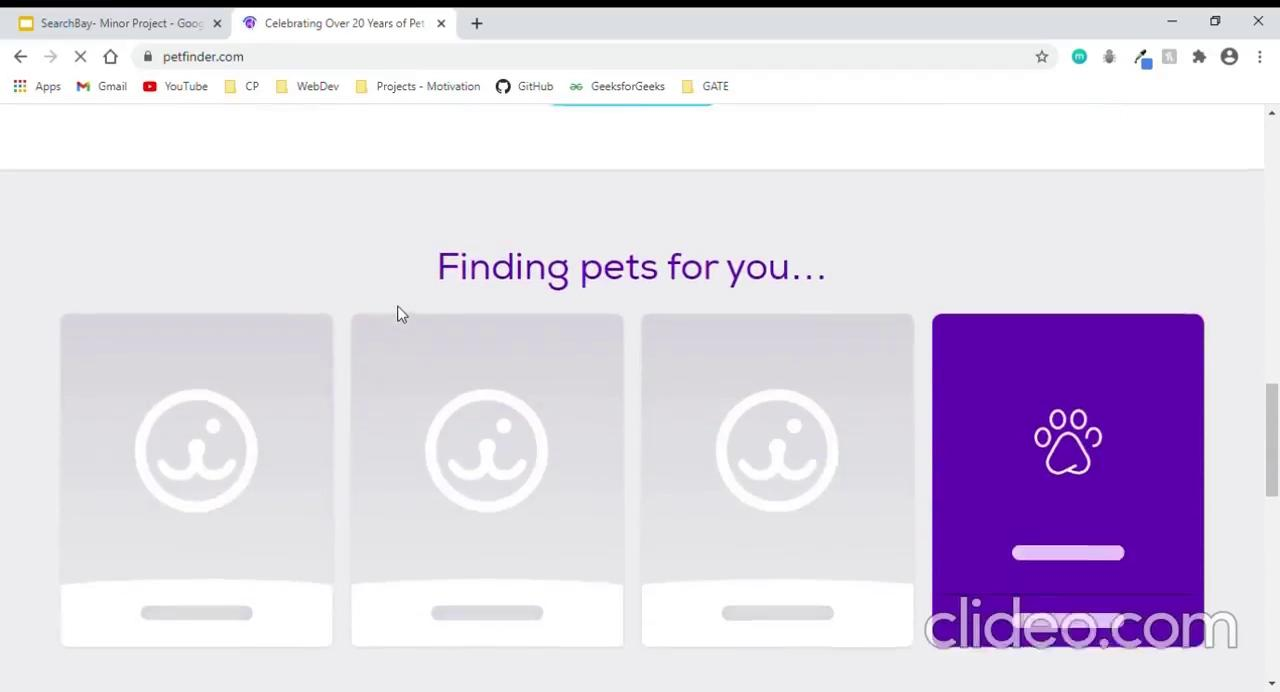 SearchBay- Minor Project - Goog
Celebrating Over 20 Years of Pet
petfinder.com
Apps
Gmail
YouTube
CP
WebDev
Projects - Motivation
GitHub
GeeksforGeeks
GATE
Finding pets for you...
clideo.com